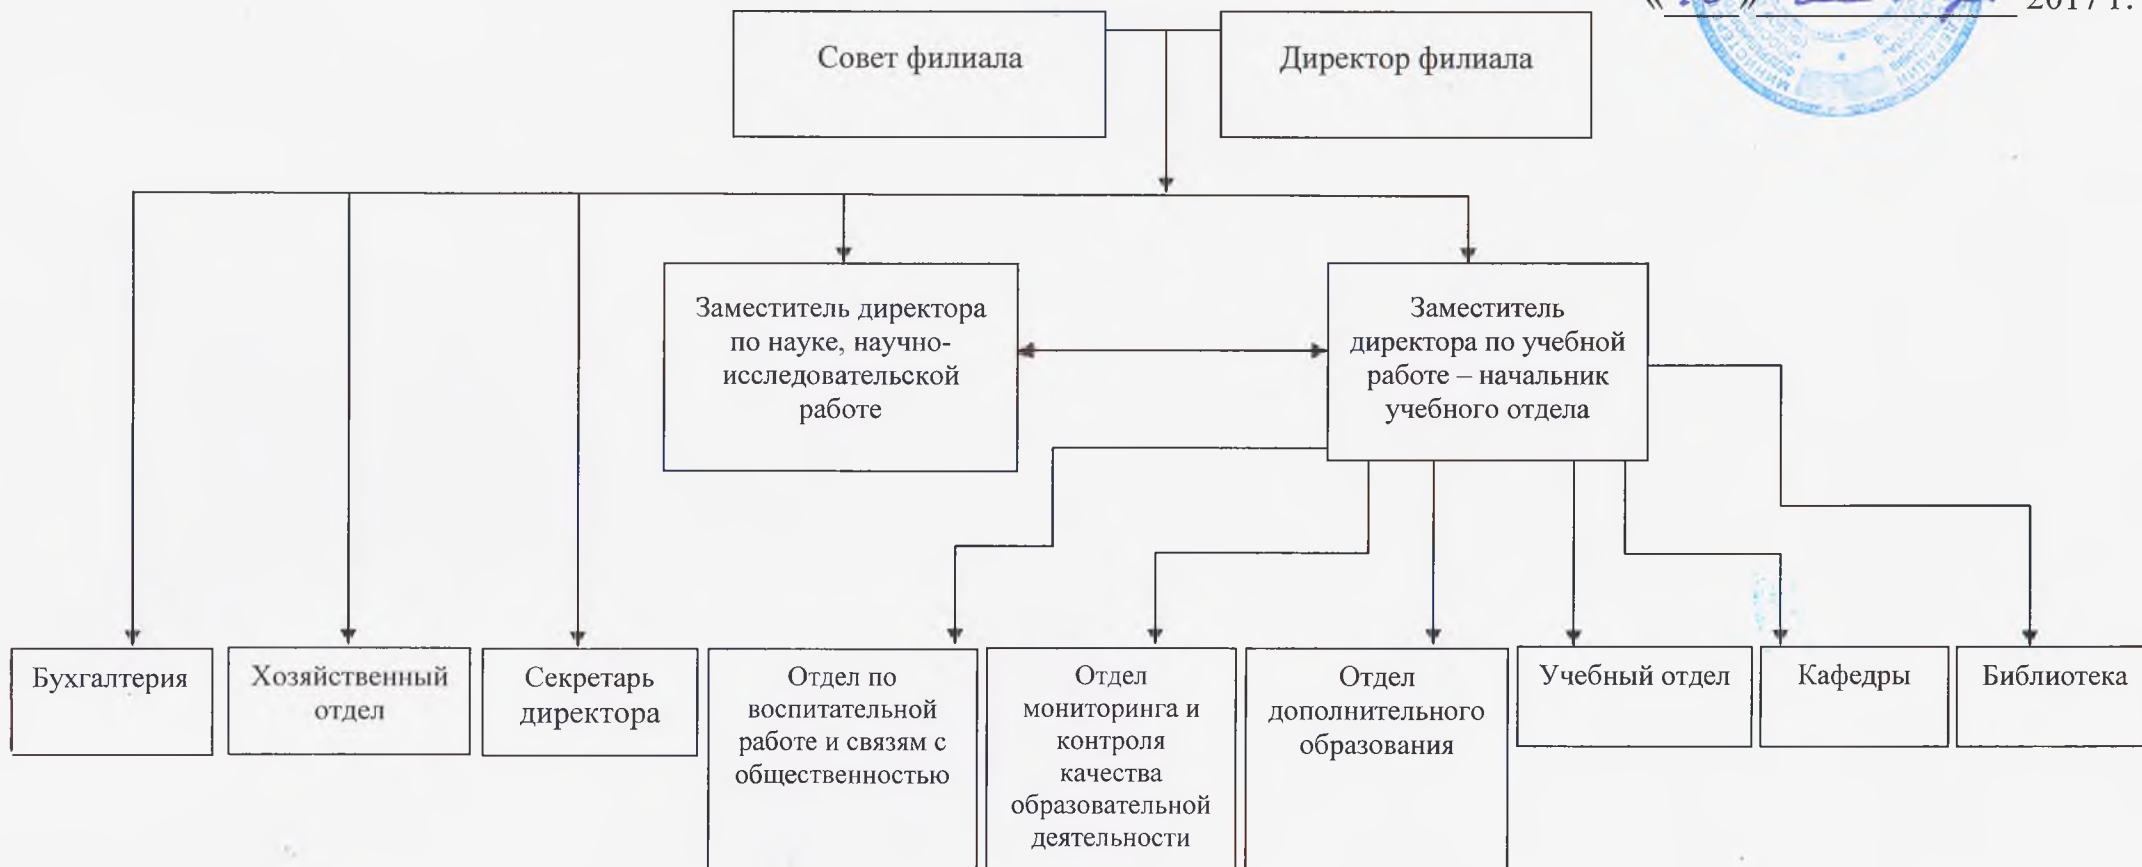 « » 2017 г.
Совет филиала
Директор филиала
Заместитель директора
по науке, научно-
исследовательской
работе
Заместитель
директора по учебной
работе – начальник
учебного отдела
Бухгалтерия
Хозяйственный
отдел
Секретарь
директора
Отдел по
воспитательной
работе и связям с
общественностью
Отдел
мониторинга и
контроля
качества
образовательной
деятельности
Отдел
дополнительного
образования
Учебный отдел
Кафедры
Библиотека